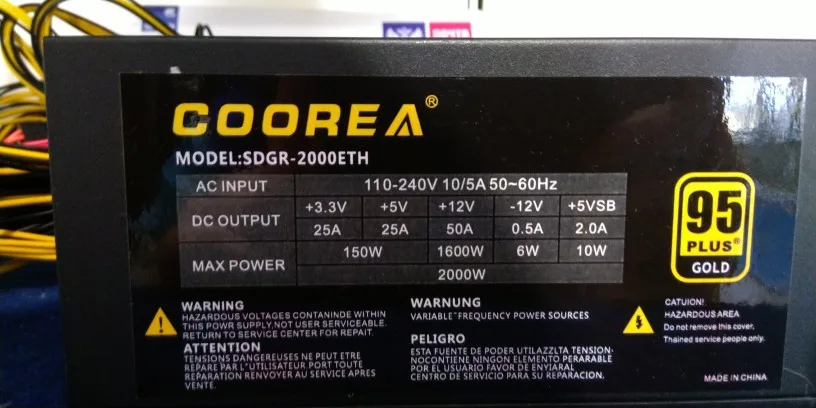 COOREA®
MODEL:SDGR-2000ETH
AC INPUT 110-240V 10/5A 50~60Hz
DC OUTPUT +3.3V +5V +12V -12V +5VSB
25A 25A 50A 0.5A 2.0A
MAX POWER 150W 1600W 6W 10W
2000W
95
PLUS®
GOLD
WARNING
HAZARDOUS VOLTAGES CONTANINDE WITHIN
THIS POWR SUPPLY,NOT USER SERVICEABLE.
RETURN TO SERVICE CENTER FOR REPAIT.
ATTENTION
TENSIONS DANGEREUSES NE PEUT ETRE
REPARE PAR L"UTILISATEUR PORT TOUTE
REPARATION RENVOYER AU SERVICE APRES
VENTE.
WARNUNG
VARIABLE~FREQUENCY POWER SOURCES
PELIGRO
ESTA FUENTE DE PODER UTILAZZLTA TENSION·
NOCONTIENE NINGON ELEMENTO PERARABLE
POR EL USUARIO FAVOR DE ENYIARAL
CENTRO DE SERVICIO PARA SU REPARACION.
CATUION!
HAZARDOUS AREA
Do not remove this cover,
Thained service people only.
MADE IN CHINA